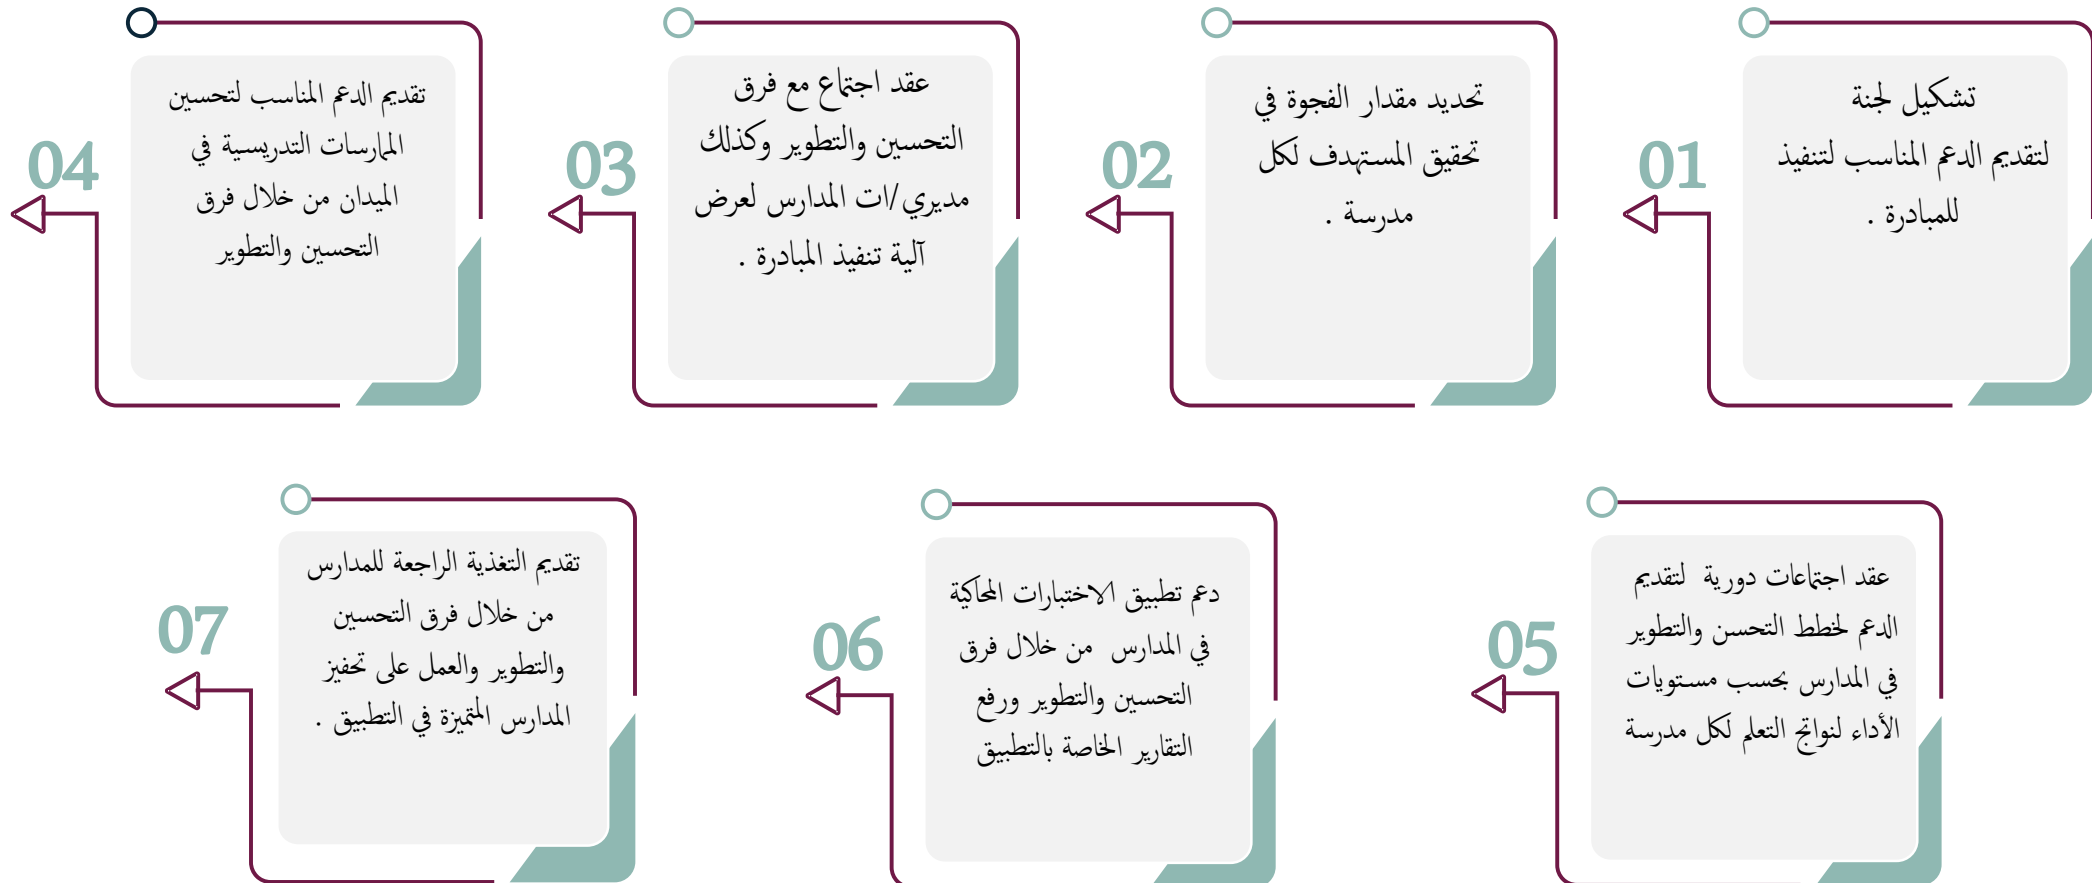 01
تشكيل لجنة
لتقديم الدعم المناسب لتنفيذ
للمبادرة .
02
تحديد مقدار الفجوة في
تحقيق المستهدف لكل
مدرسة .
03
عقد اجتماع مع فرق
التحسين والتطوير وكذلك
مديري/ات المدارس لعرض
آلية تنفيذ المبادرة .
04
تقديم الدعم المناسب لتحسين
الممارسات التدريسية في
الميدان من خلال فرق
التحسين والتطوير
05
عقد اجتماعات دورية لتقديم
الدعم لخطط التحسن والتطوير
في المدارس بحسب مستويات
الأداء لنواتج التعلم لكل مدرسة
06
دعم تطبيق الاختبارات المحاكية
في المدارس من خلال فرق
التحسين والتطوير ورفع
التقارير الخاصة بالتطبيق
07
تقديم التغذية الراجعة للمدارس
من خلال فرق التحسين
والتطوير والعمل على تحفيز
المدارس المتميزة في التطبيق .